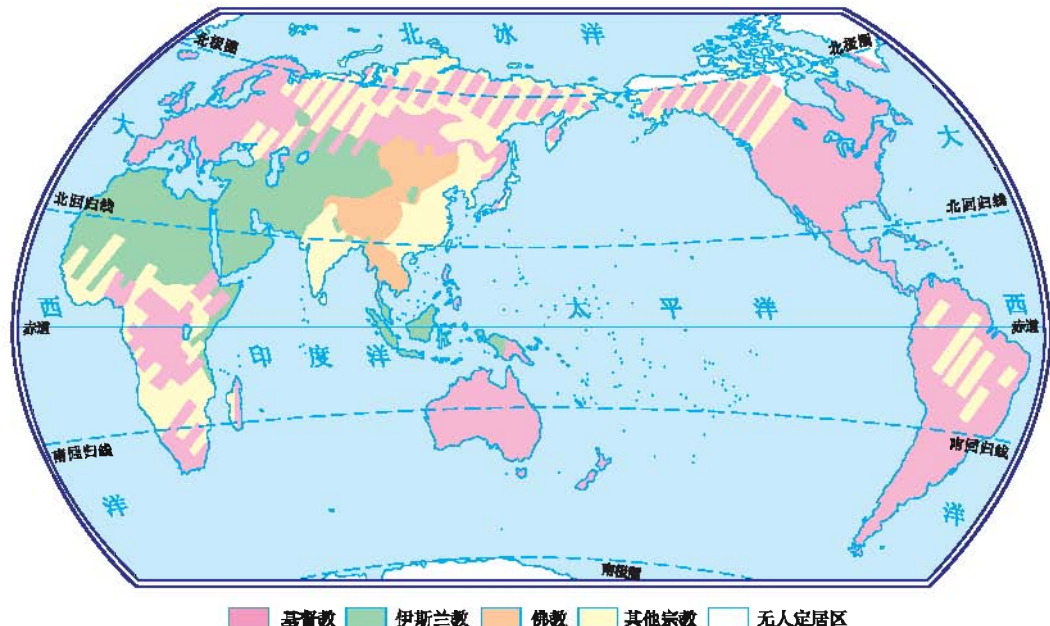 北 冰 洋
北极圈
北极圈
大
大
北回归线
北回归线
西
太 平 洋
西
赤道
赤道
印 度 洋
南回归线
南回归线
洋
洋
南极圈
基督教 伊斯兰教 佛教 其他宗教 无人定居区